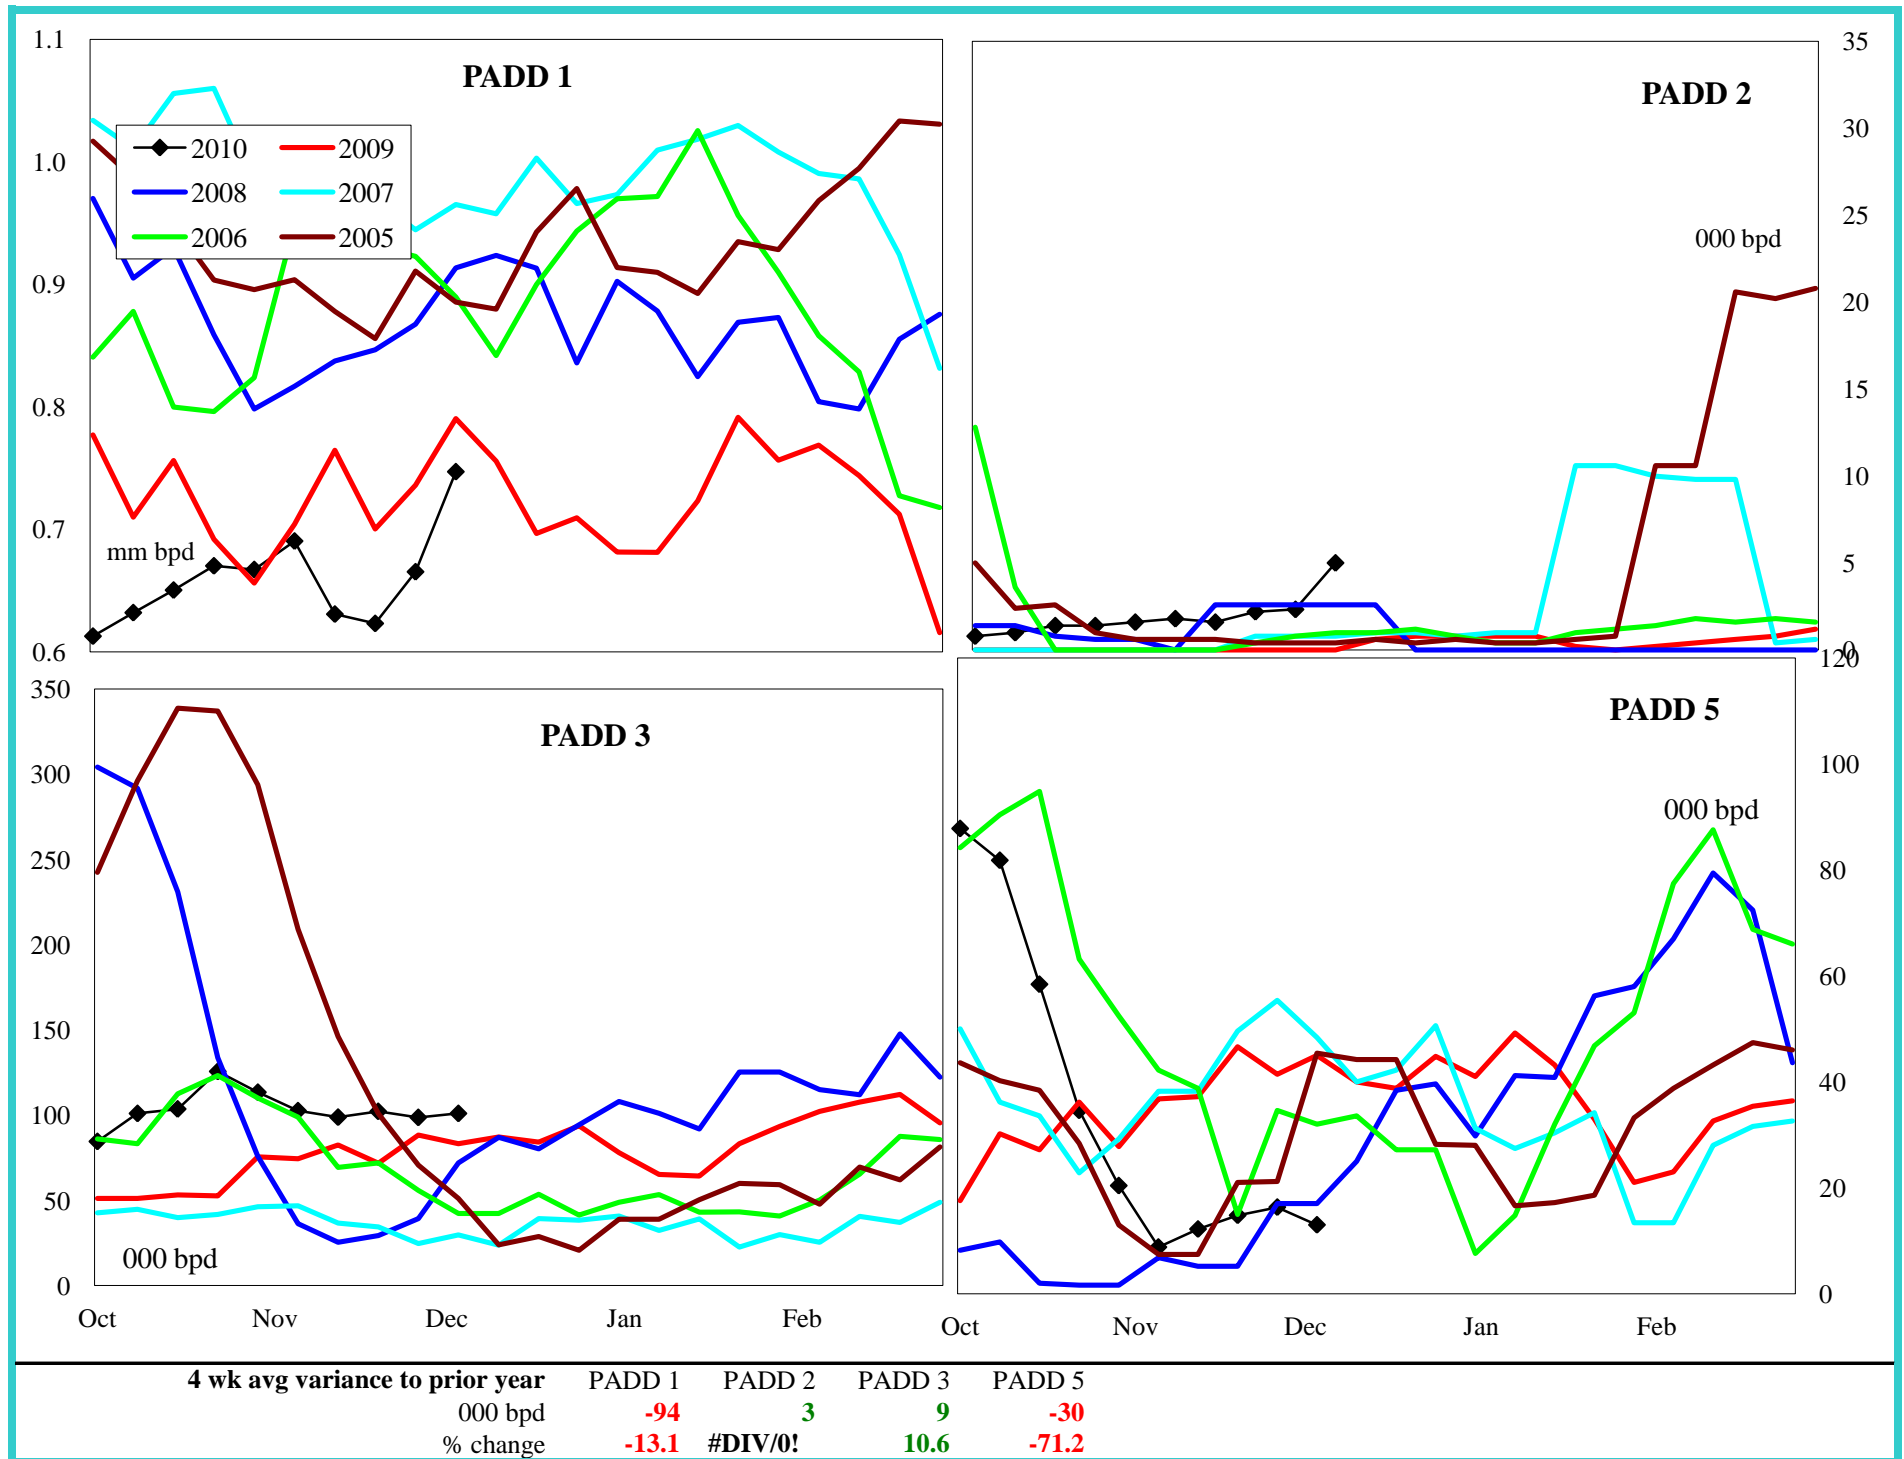 PADD 1
1.1
1.0
0.9
0.8
0.7
0.6
2010 2009
2008 2007
2006 2005
mm bpd
PADD 2
35
30
25
20
15
10
5
0
000 bpd
PADD 3
350
300
250
200
150
100
50
0
000 bpd
Oct Nov Dec Jan Feb
PADD 5
120
100
80
60
40
20
0
000 bpd
Oct Nov Dec Jan Feb
4 wk avg variance to prior year PADD 1 PADD 2 PADD 3 PADD 5
000 bpd -94 3 9 -30
% change -13.1 #DIV/0! 10.6 -71.2